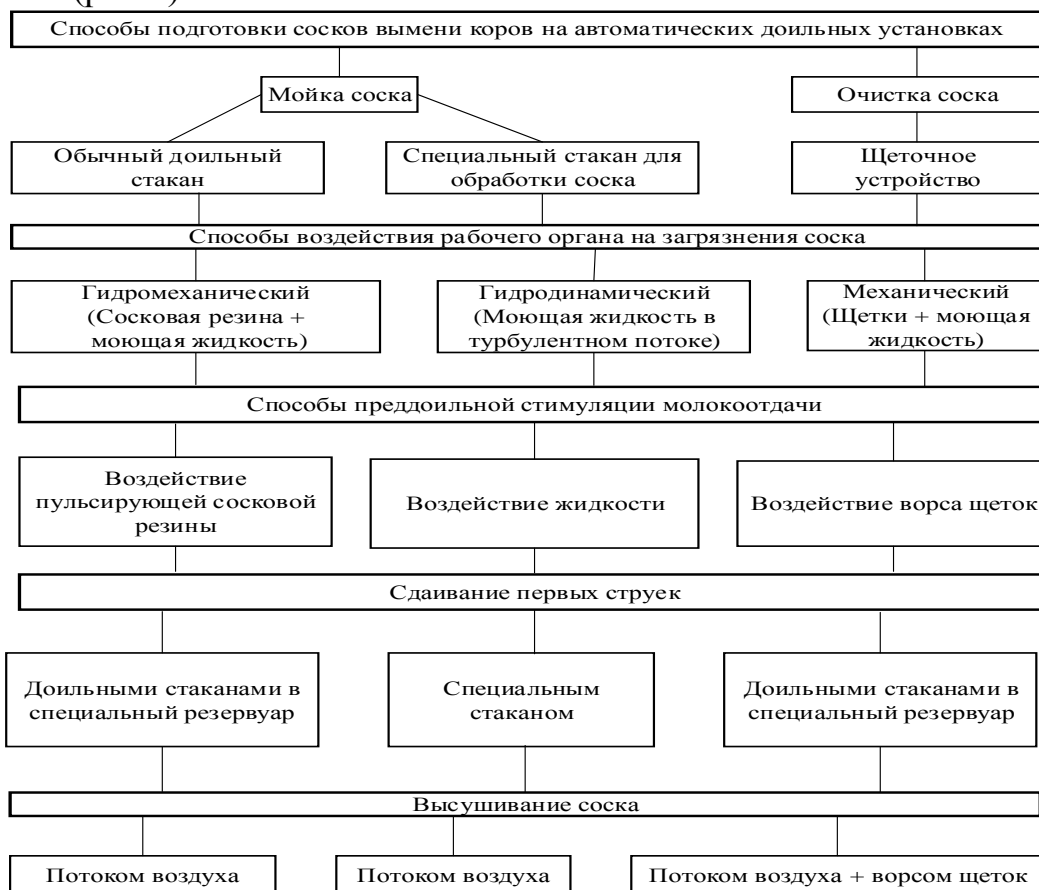 Способы подготовки сосков вымени коров на автоматических доильных установках
Мойка соска
Очистка соска
Обычный доильный
стакан
Специальный стакан для
обработки соска
Щеточное
устройство
Способы воздействия рабочего органа на загрязнения соска
Гидромеханический
(Сосковая резина +
моющая жидкость)
Гидродинамический
(Моющая жидкость в
турбулентном потоке)
Механический
(Щетки + моющая
жидкость)
Способы преддоильной стимуляции молокоотдачи
Воздействие
пульсирующей сосковой
резины
Воздействие жидкости
Воздействие ворса щеток
Сдаивание первых струек
Доильными стаканами в
специальный резервуар
Специальным
стаканом
Доильными стаканами в
специальный резервуар
Высушивание соска
Потоком воздуха
Потоком воздуха
Потоком воздуха + ворсом щеток